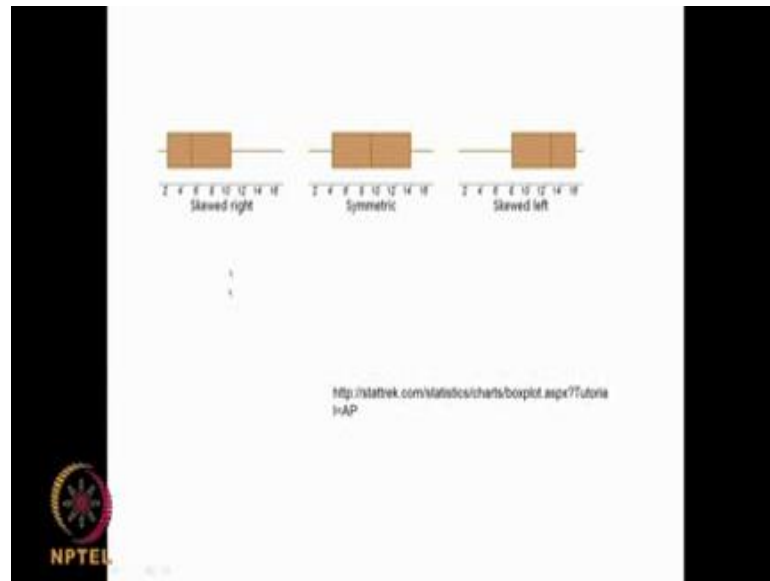 2 4 6 8 10 12 14 16
Skewed right
2 4 6 8 10 12 14 16
Symmetric
2 4 6 8 10 12 14 16
Skewed left
http://stattrek.com/statistics/charts/boxplot.aspx?Tutoria
l=AP
NPTEL